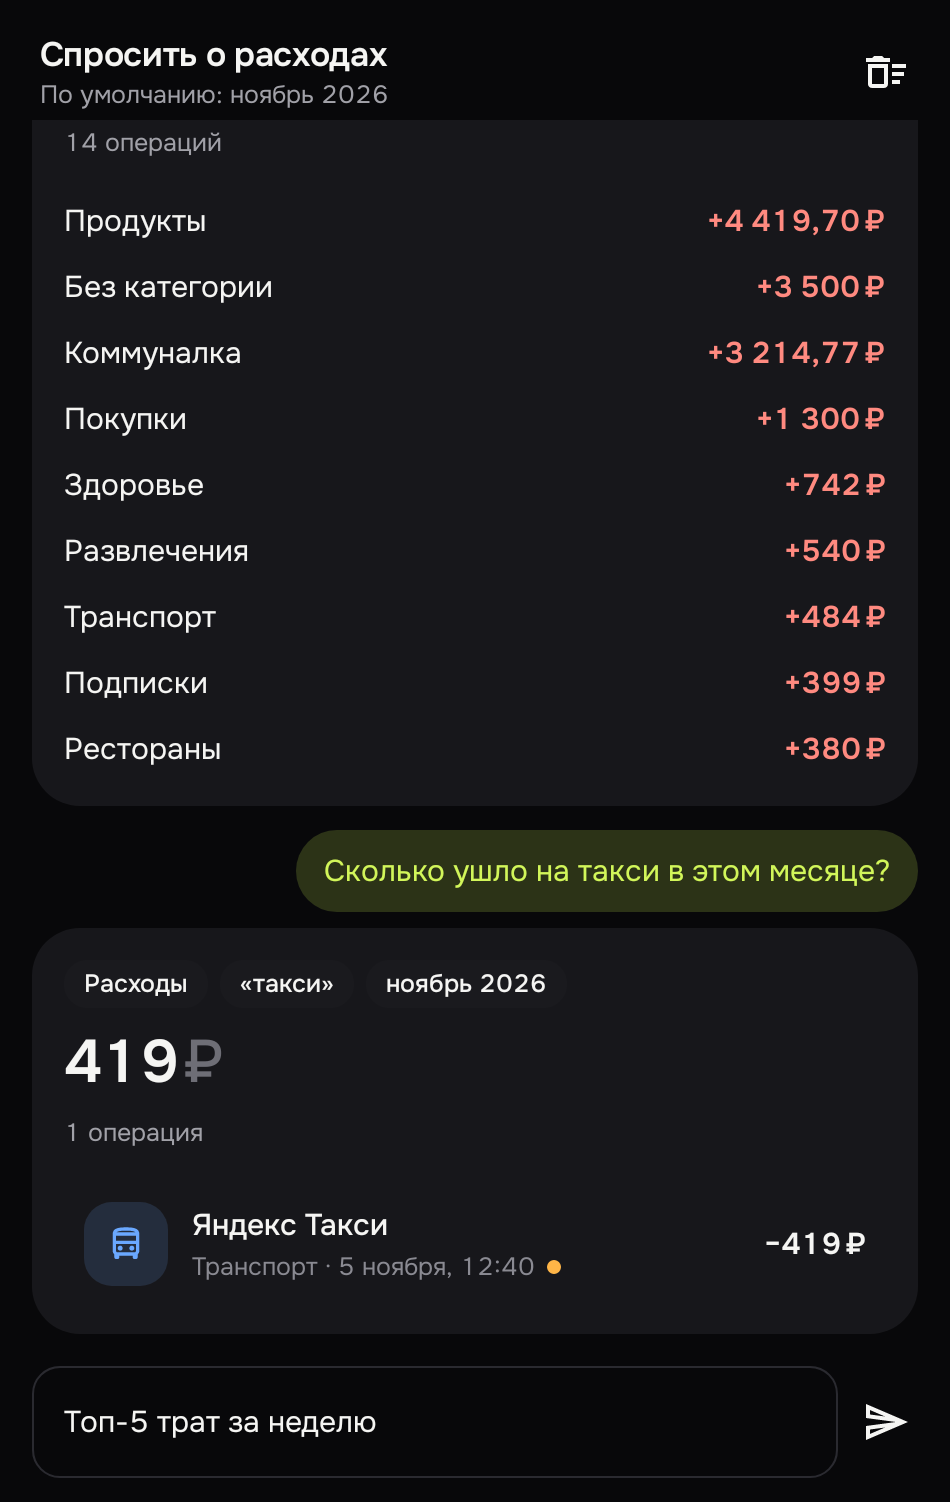 Спросить о расходах
По умолчанию: ноябрь 2026
14 операций
Продукты +4 419,70 ₽
Без категории +3 500 ₽
Коммуналка +3 214,77 ₽
Покупки +1 300 ₽
Здоровье +742 ₽
Развлечения +540 ₽
Транспорт +484 ₽
Подписки +399 ₽
Рестораны +380 ₽
Сколько ушло на такси в этом месяце?
Расходы «такси» ноябрь 2026
419 ₽
1 операция
Яндекс Такси
Транспорт · 5 ноября, 12:40
−419 ₽
Топ-5 трат за неделю